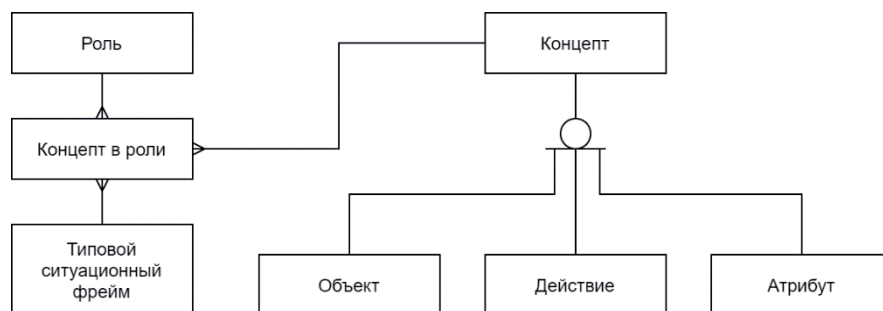 Роль
Концепт
Концепт в роли
Типовой
ситуационный
фрейм
Объект
Действие
Атрибут